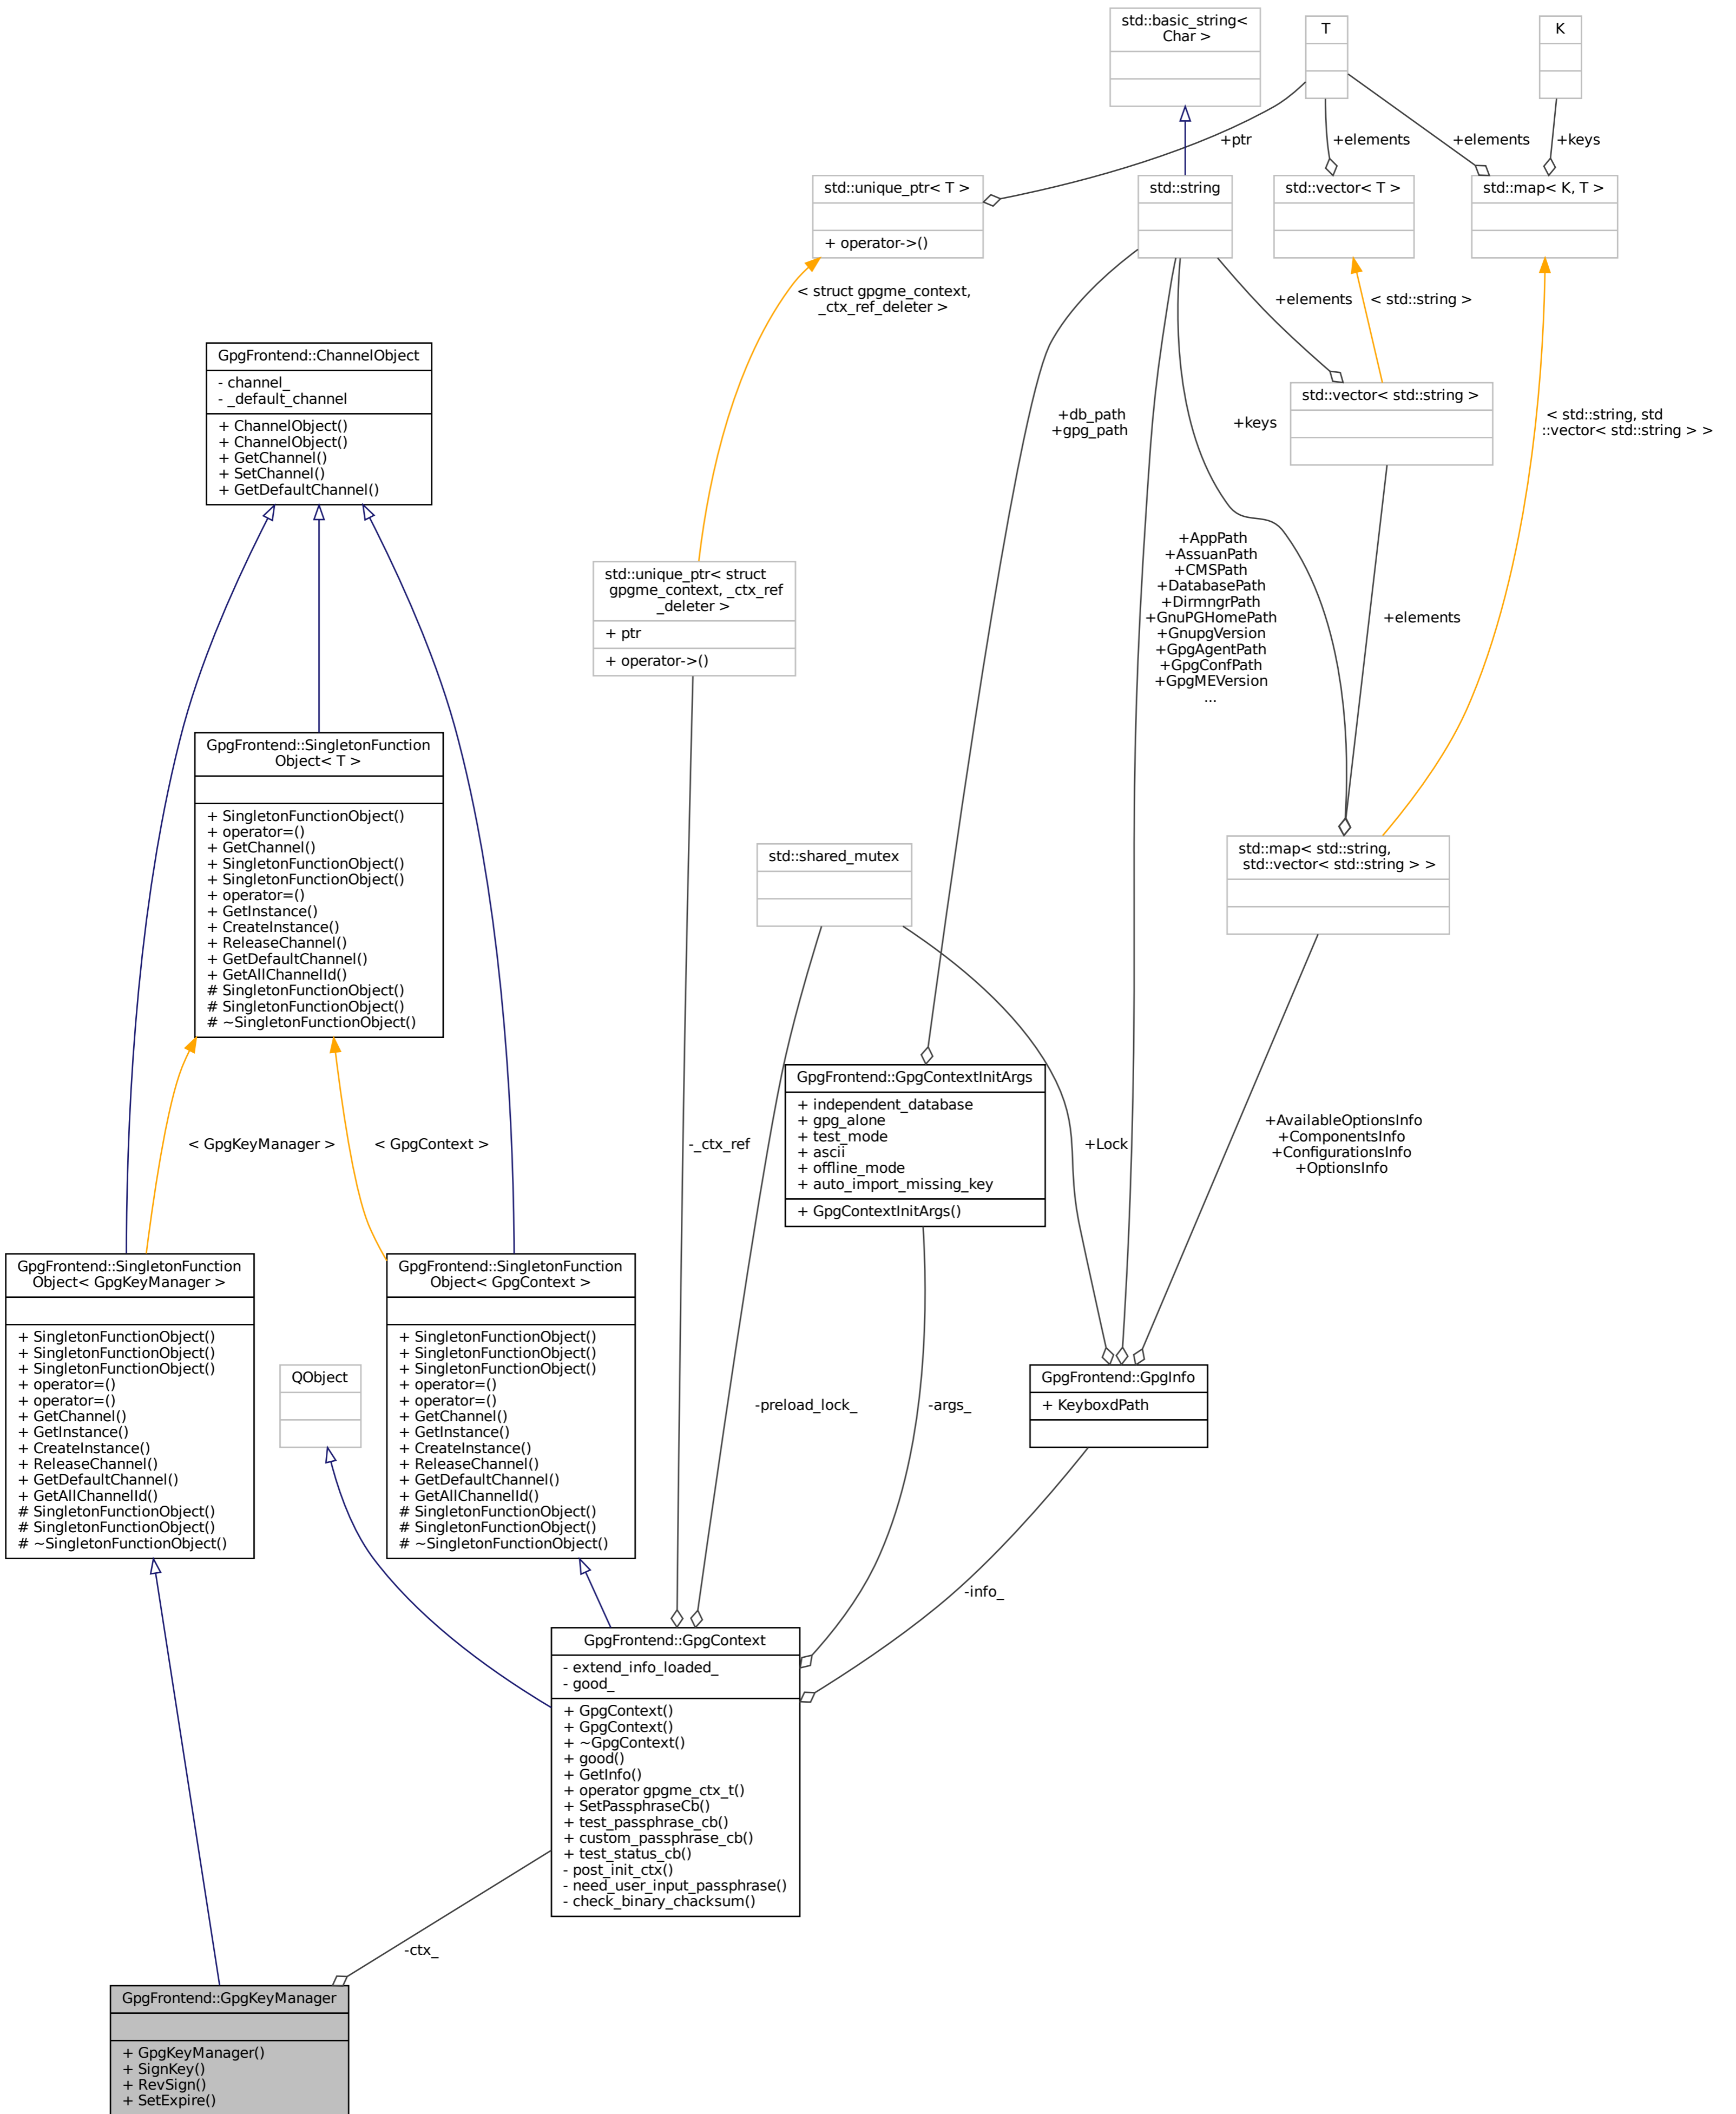 std::basic_string<
Char >
T
K
+ptr
+elements
+elements
+keys
std::unique_ptr< T >
+ operator->()
std::string
std::vector< T >
std::map< K, T >
< struct gpgme_context,
_ctx_ref_deleter >
+elements
< std::string >
GpgFrontend::ChannelObject
- channel_
- _default_channel
+ ChannelObject()
+ ChannelObject()
+ GetChannel()
+ SetChannel()
+ GetDefaultChannel()
+db_path
+gpg_path
+keys
std::vector< std::string >
< std::string, std
::vector< std::string > >
std::unique_ptr< struct
gpgme_context, _ctx_ref
_deleter >
+ ptr
+ operator->()
+AppPath
+AssuanPath
+CMSPath
+DatabasePath
+DirmngrPath
+GnuPGHomePath
+GnupgVersion
+GpgAgentPath
+GpgConfPath
+GpgMEVersion
...
+elements
GpgFrontend::SingletonFunction
Object< T >
+ SingletonFunctionObject()
+ operator=()
+ GetChannel()
+ SingletonFunctionObject()
+ SingletonFunctionObject()
+ operator=()
+ GetInstance()
+ CreateInstance()
+ ReleaseChannel()
+ GetDefaultChannel()
+ GetAllChannelId()
# SingletonFunctionObject()
# SingletonFunctionObject()
# ~SingletonFunctionObject()
std::shared_mutex
std::map< std::string,
std::vector< std::string > >
< GpgKeyManager >
< GpgContext >
-_ctx_ref
GpgFrontend::GpgContextInitArgs
+ independent_database
+ gpg_alone
+ test_mode
+ ascii
+ offline_mode
+ auto_import_missing_key
+ GpgContextInitArgs()
+Lock
+AvailableOptionsInfo
+ComponentsInfo
+ConfigurationsInfo
+OptionsInfo
GpgFrontend::SingletonFunction
Object< GpgKeyManager >
+ SingletonFunctionObject()
+ SingletonFunctionObject()
+ SingletonFunctionObject()
+ operator=()
+ operator=()
+ GetChannel()
+ GetInstance()
+ CreateInstance()
+ ReleaseChannel()
+ GetDefaultChannel()
+ GetAllChannelId()
# SingletonFunctionObject()
# SingletonFunctionObject()
# ~SingletonFunctionObject()
QObject
GpgFrontend::SingletonFunction
Object< GpgContext >
+ SingletonFunctionObject()
+ SingletonFunctionObject()
+ SingletonFunctionObject()
+ operator=()
+ operator=()
+ GetChannel()
+ GetInstance()
+ CreateInstance()
+ ReleaseChannel()
+ GetDefaultChannel()
+ GetAllChannelId()
# SingletonFunctionObject()
# SingletonFunctionObject()
# ~SingletonFunctionObject()
-preload_lock_
-args_
GpgFrontend::GpgInfo
+ KeyboxdPath
-info_
GpgFrontend::GpgContext
- extend_info_loaded_
- good_
+ GpgContext()
+ GpgContext()
+ ~GpgContext()
+ good()
+ GetInfo()
+ operator gpgme_ctx_t()
+ SetPassphraseCb()
+ test_passphrase_cb()
+ custom_passphrase_cb()
+ test_status_cb()
- post_init_ctx()
- need_user_input_passphrase()
- check_binary_chacksum()
-ctx_
GpgFrontend::GpgKeyManager
+ GpgKeyManager()
+ SignKey()
+ RevSign()
+ SetExpire()